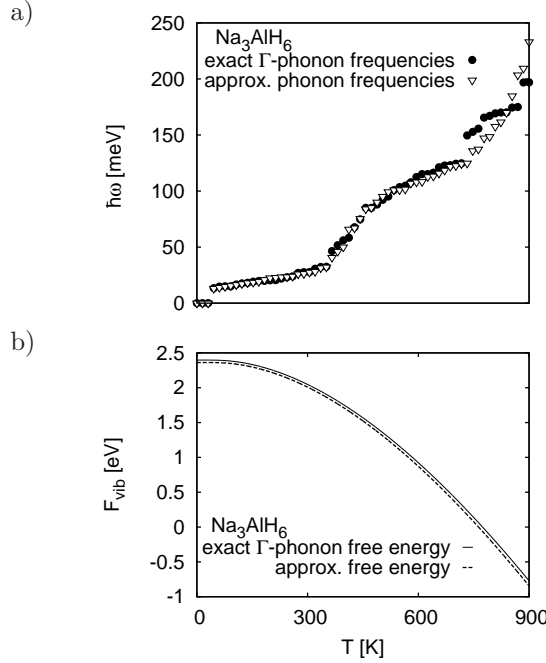 a)
250
200
150
100
50
0
ħω [meV]
Na3AlH6
exact Γ-phonon frequencies
approx. phonon frequencies
b)
2.5
2
1.5
1
0.5
0
-0.5
-1
Fvib [eV]
Na3AlH6
exact Γ-phonon free energy
approx. free energy
0 300 600 900
T [K]